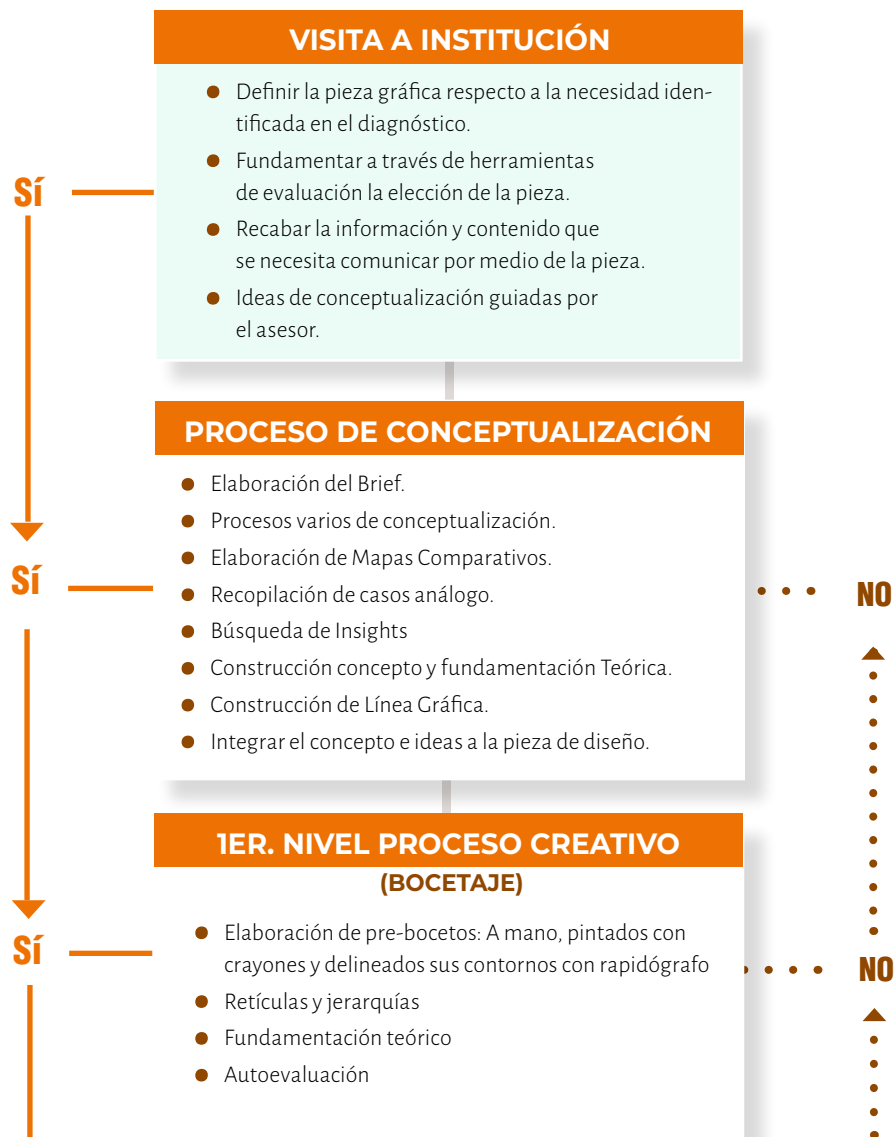 VISITA A INSTITUCIÓN
Definir la pieza gráfica respecto a la necesidad iden-
tificada en el diagnóstico.
Fundamentar a través de herramientas
de evaluación la elección de la pieza.
Recabar la información y contenido que
se necesita comunicar por medio de la pieza.
Ideas de conceptualización guiadas por
el asesor.
Sí
PROCESO DE CONCEPTUALIZACIÓN
Elaboración del Brief.
Procesos varios de conceptualización.
Elaboración de Mapas Comparativos.
Recopilación de casos análogo.
Búsqueda de Insights
Construcción concepto y fundamentación Teórica.
Construcción de Línea Gráfica.
Integrar el concepto e ideas a la pieza de diseño.
Sí
NO
1ER. NIVEL PROCESO CREATIVO
(BOCETAJE)
Elaboración de pre-bocetos: A mano, pintados con
crayones y delineados sus contornos con rapidógrafo
Retículas y jerarquías
Fundamentación teórico
Autoevaluación
Sí
NO